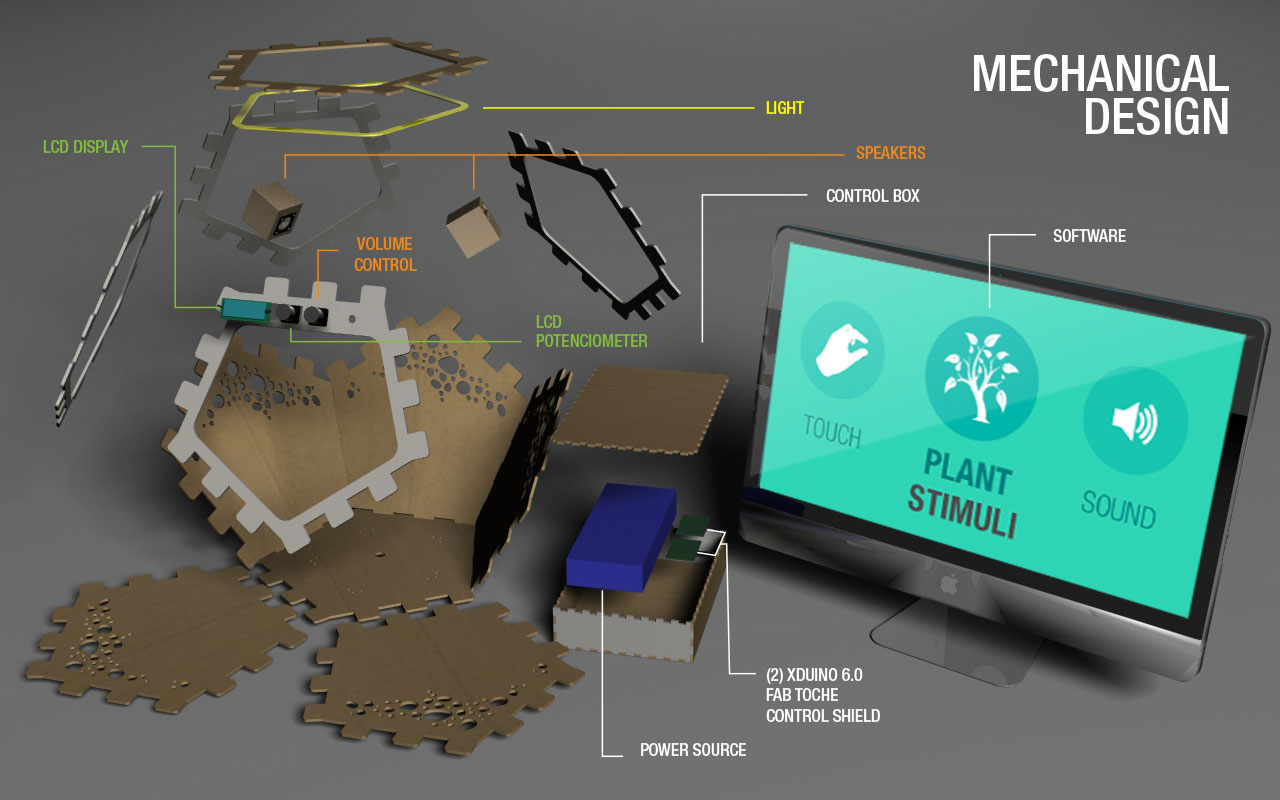 MECHANICAL
DESIGN
LIGHT
LCD DISPLAY
SPEAKERS
CONTROL BOX
VOLUME
CONTROL
SOFTWARE
LCD
POTENCIOMETER
TOUCH
PLANT
STIMULI
SOUND
(2) XDUINO 6.0
FAB TOCHE
CONTROL SHIELD
POWER SOURCE